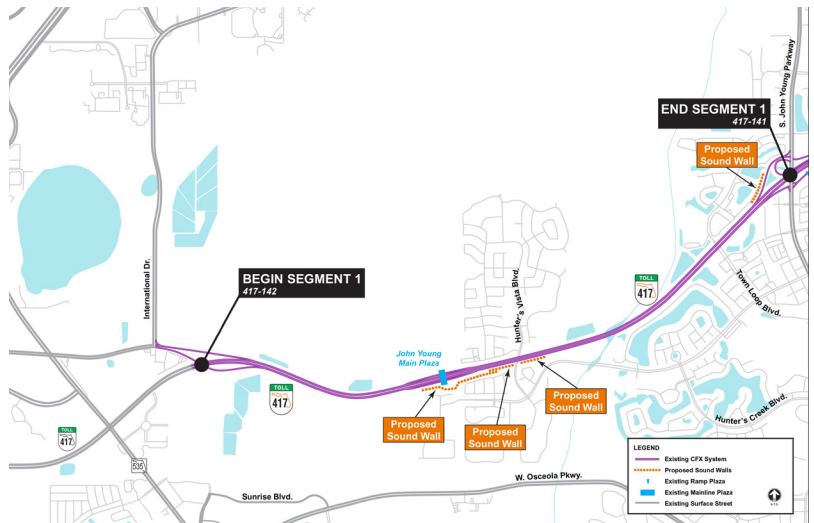 S. John Young Parkway
END SEGMENT 1
417-141
Proposed
Sound Wall
International Dr.
BEGIN SEGMENT 1
417-142
Hunter's Vista Blvd.
TOLL
417
Town Loop Blvd.
John Young
Main Plaza
TOLL
417
Proposed
Sound Wall
Proposed
Sound Wall
Proposed
Sound Wall
Hunter's Creek Blvd.
TOLL
417
535
W. Osceola Pkwy.
Sunrise Blvd.
LEGEND
Existing CFX System
Proposed Sound Walls
Existing Ramp Plaza
Existing Mainline Plaza
Existing Surface Street